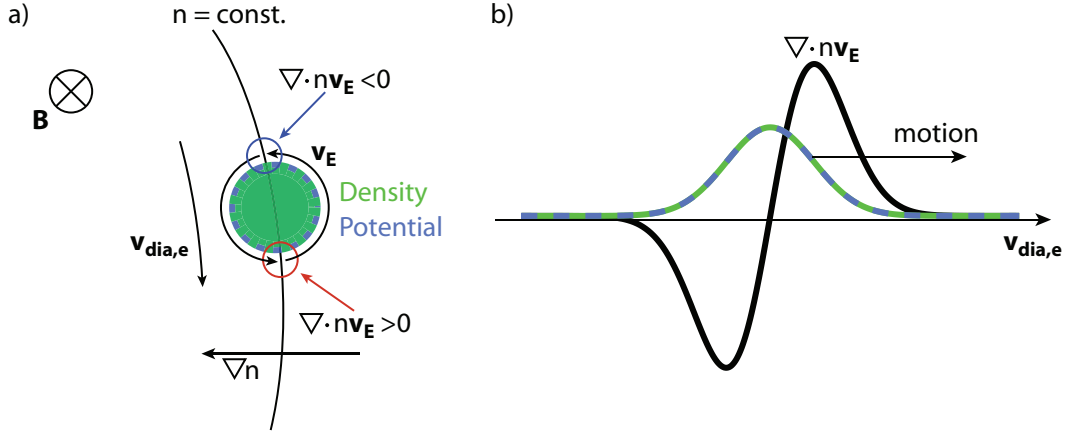 a)
n = const.
B
∇· nvE <0
vE
Density
Potential
vdia,e
∇· nvE >0
∇n
b)
∇· nvE
motion
vdia,e